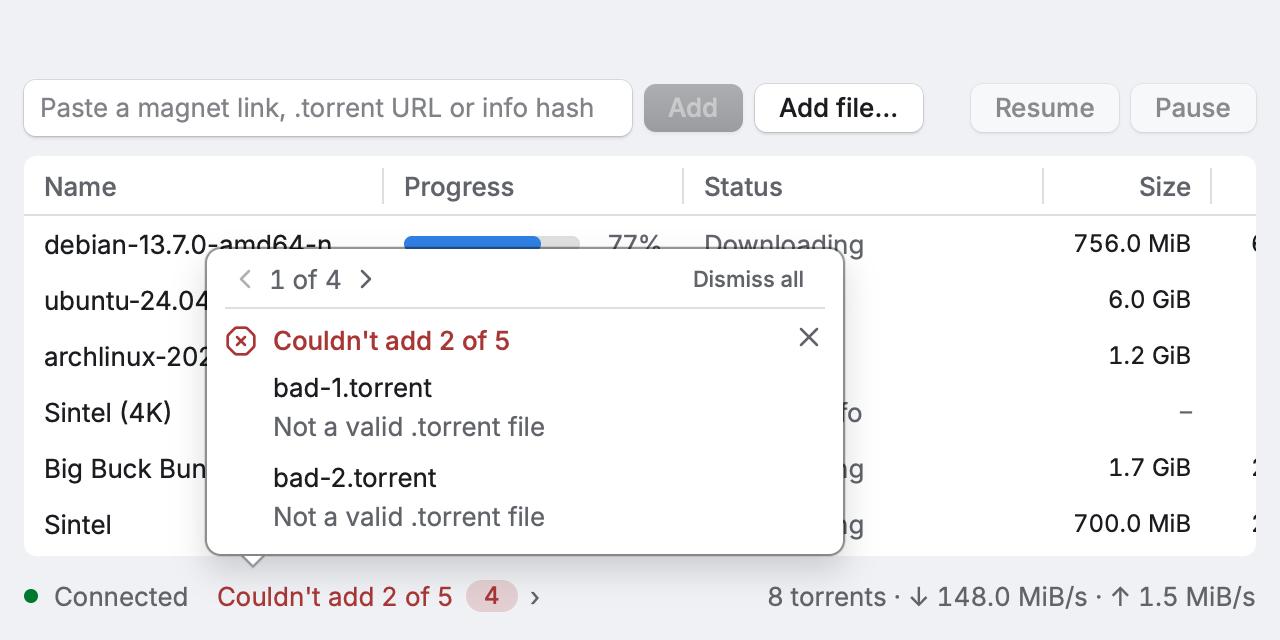 Paste a magnet link, .torrent URL or info hash Add Add file... Resume Pause
Name Progress Status Size
debian-13.7.0-amd64-n 77% Downloading 756.0 MiB
ubuntu-24.04 6.0 GiB
archlinux-202 1.2 GiB
Sintel (4K) –
Big Buck Bun 1.7 GiB
Sintel 700.0 MiB
1 of 4 Dismiss all
Couldn't add 2 of 5
bad-1.torrent
Not a valid .torrent file
bad-2.torrent
Not a valid .torrent file
Connected Couldn't add 2 of 5 4 › 8 torrents · ↓ 148.0 MiB/s · ↑ 1.5 MiB/s